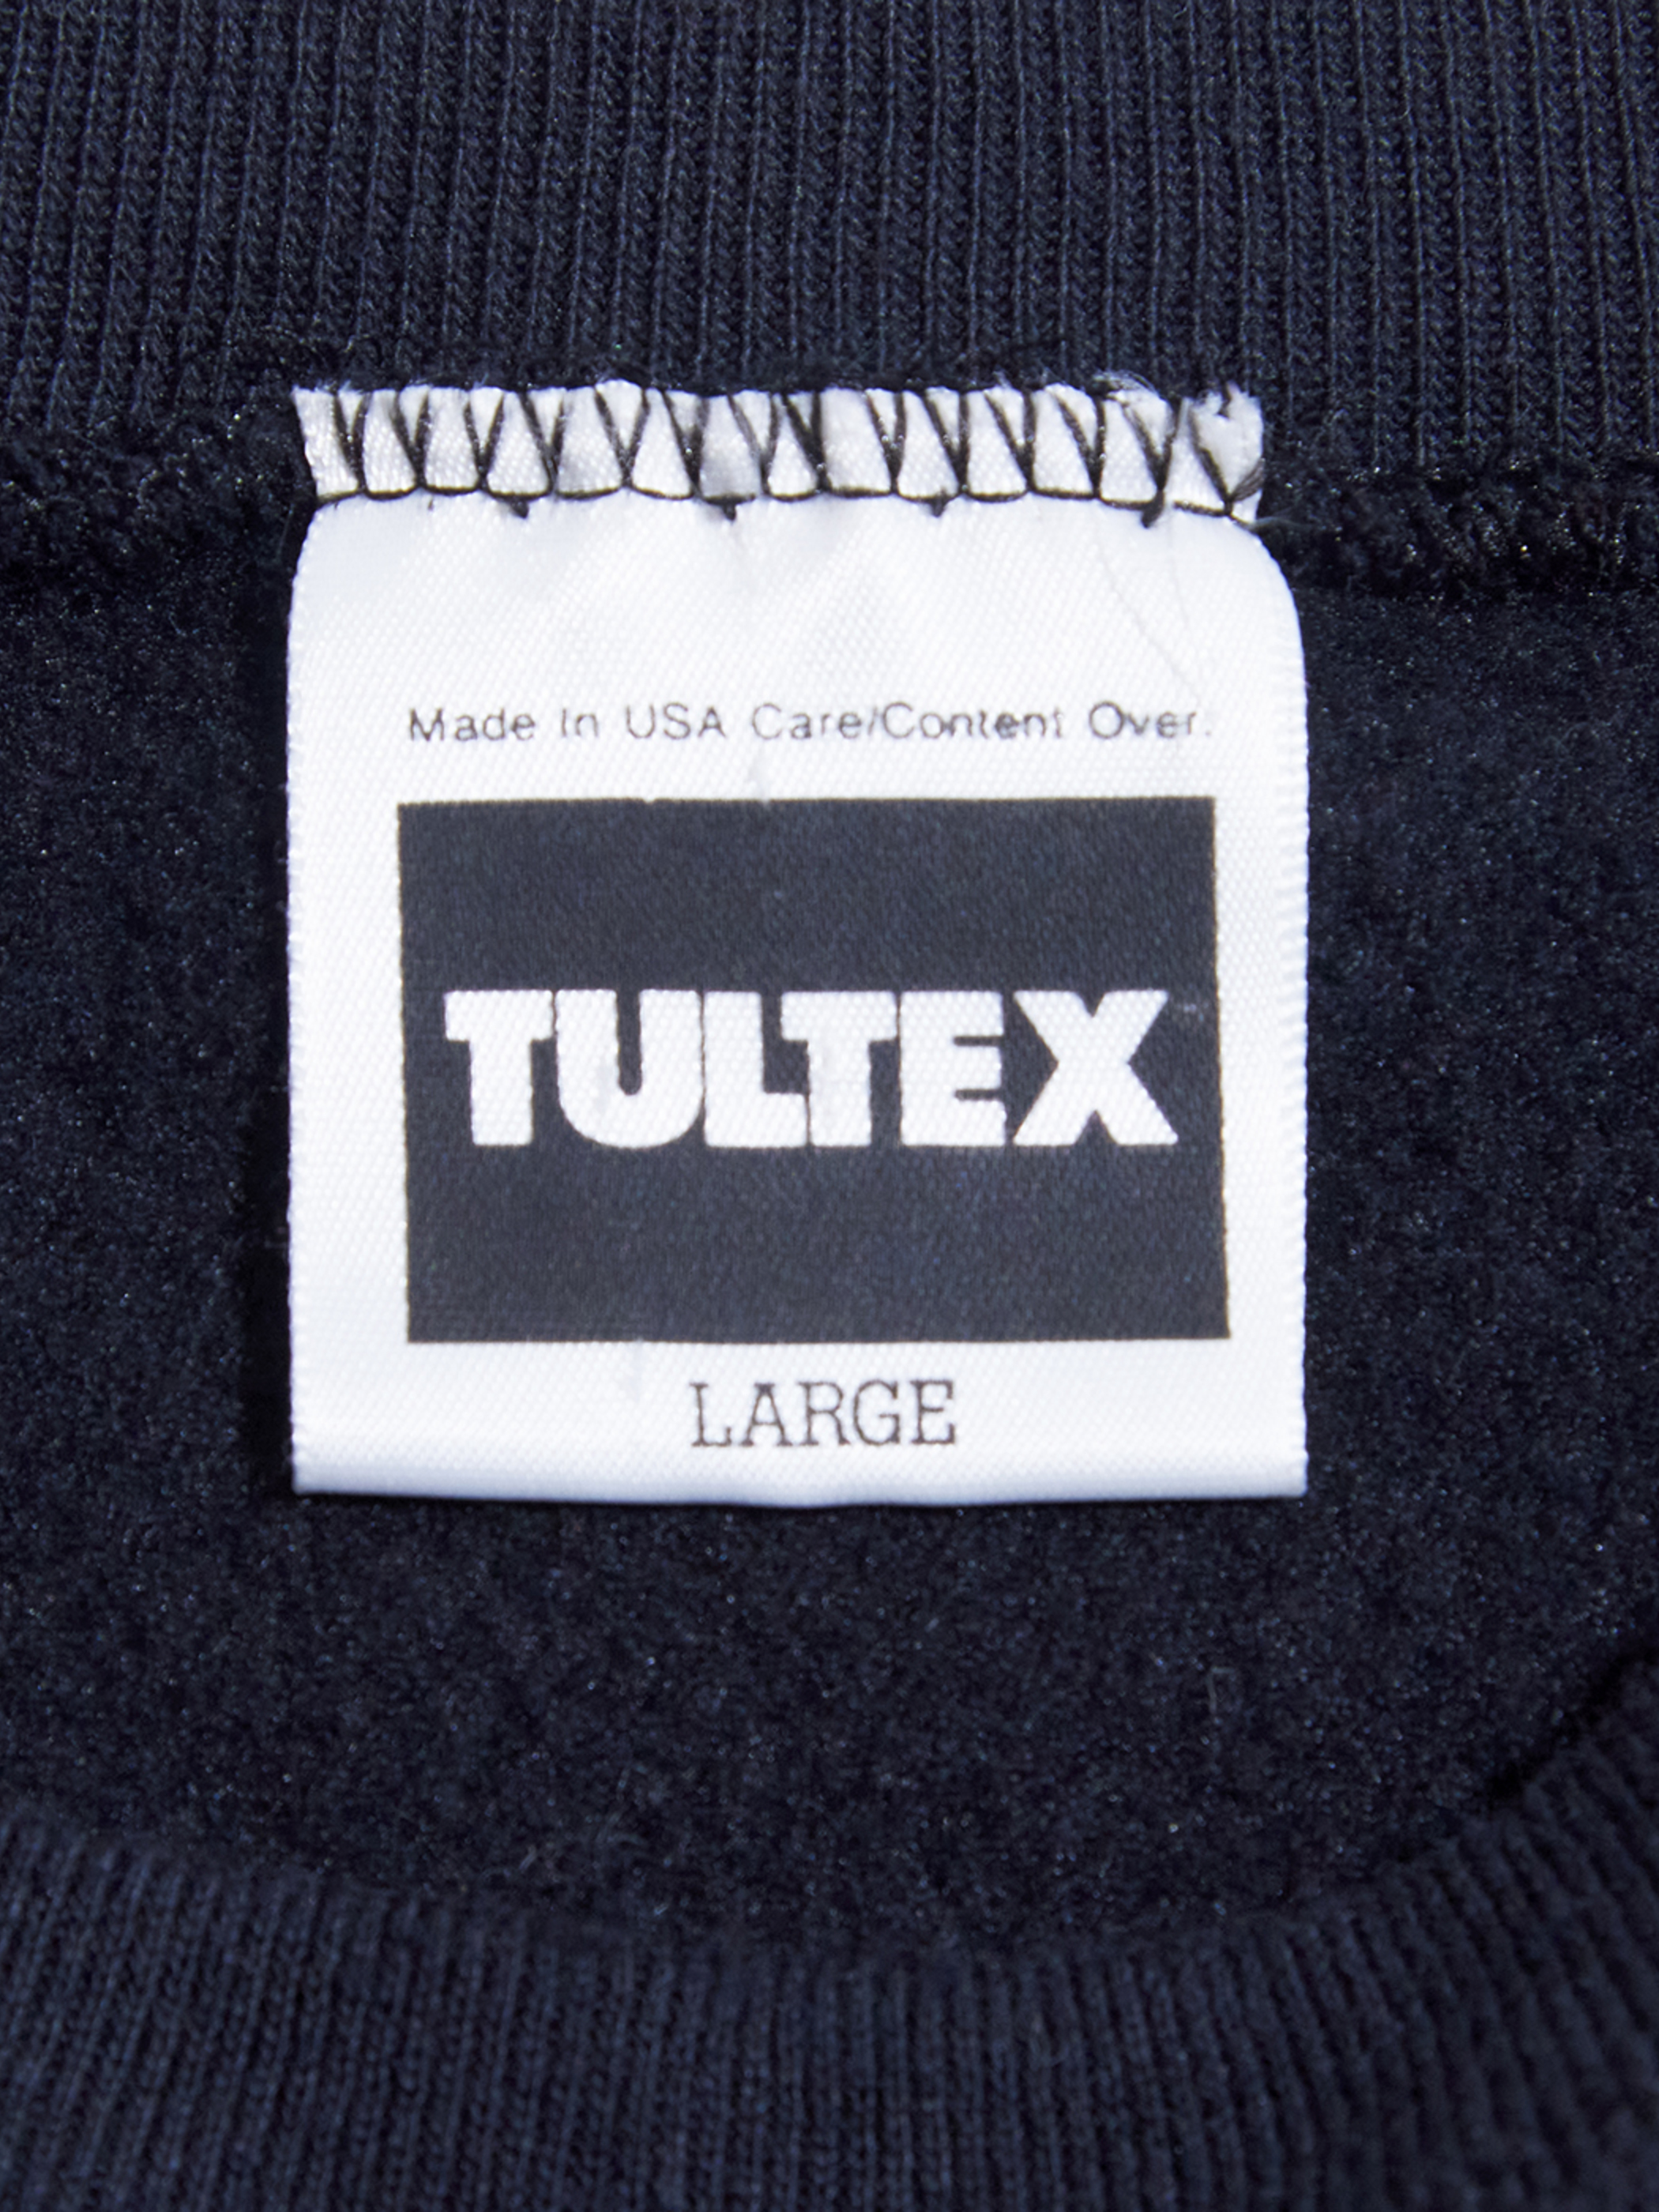 Made In USA Care/Content Over.
TULTEX
LARGE